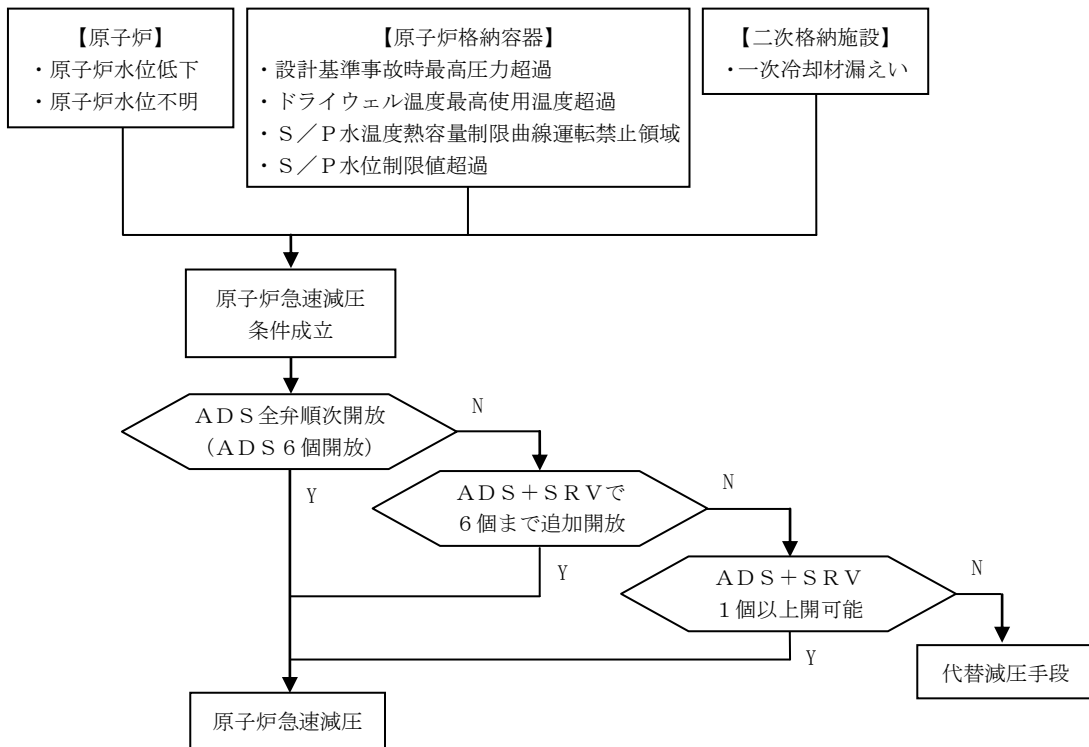 【原子炉】
・原子炉水位低下
・原子炉水位不明
【原子炉格納容器】
・設計基準事故時最高圧力超過
・ドライウェル温度最高使用温度超過
・Ｓ／Ｐ水温度熱容量制限曲線運転禁止領域
・Ｓ／Ｐ水位制限値超過
【二次格納施設】
・一次冷却材漏えい
原子炉急速減圧
条件成立
ＡＤＳ全弁順次開放
（ＡＤＳ６個開放）
N
Y
ＡＤＳ＋ＳＲＶで
６個まで追加開放
N
Y
ＡＤＳ＋ＳＲＶ
１個以上開可能
N
Y
代替減圧手段
原子炉急速減圧